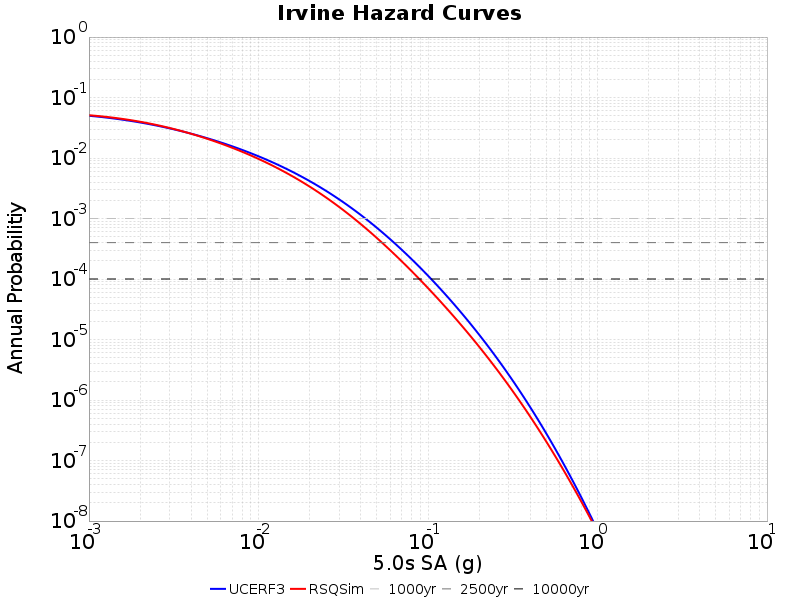 Irvine Hazard Curves
Annual Probabilitiy
10^0
10^-1
10^-2
10^-3
10^-4
10^-5
10^-6
10^-7
10^-8
10^-3 10^-2 10^-1 10^0 10^1
5.0s SA (g)
UCERF3 RSQSim 1000yr 2500yr 10000yr